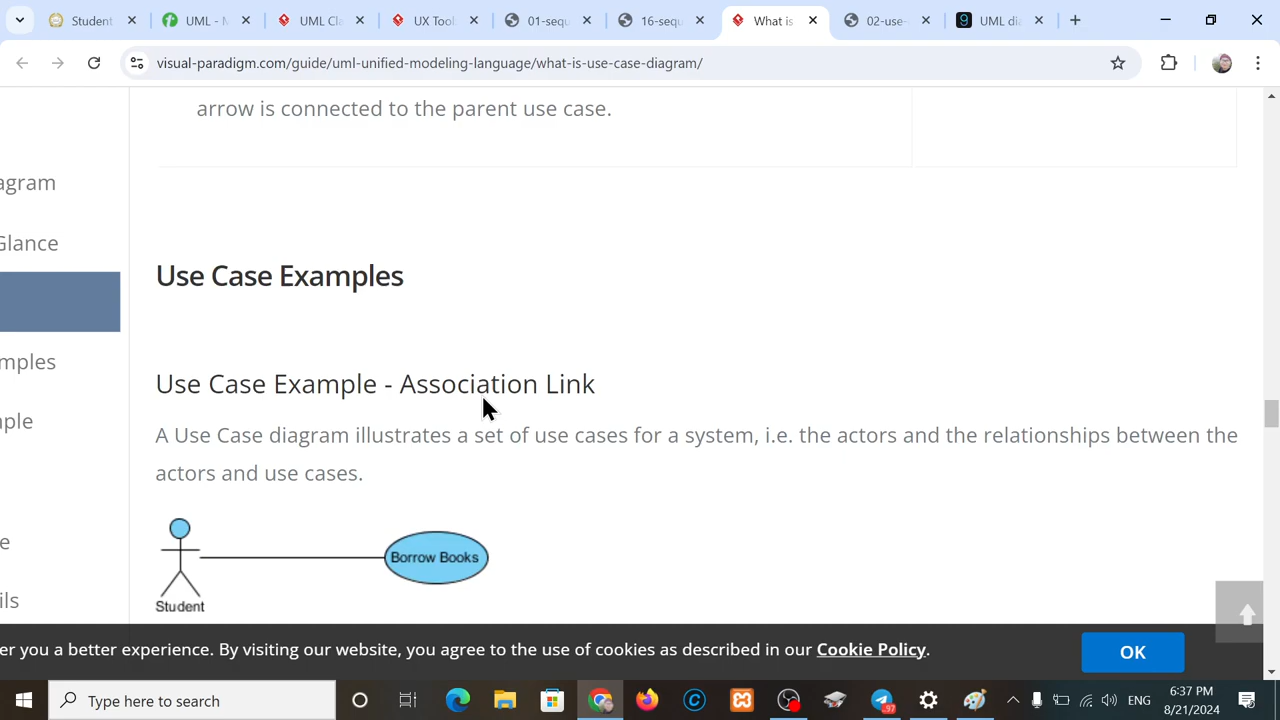 Student
UML - M
UML Cla
UX Tool
01-sequ
16-sequ
What is
02-use-
UML dia
visual-paradigm.com/guide/uml-unified-modeling-language/what-is-use-case-diagram/
arrow is connected to the parent use case.
agram
Glance
Use Case Examples
mples
Use Case Example - Association Link
ple
A Use Case diagram illustrates a set of use cases for a system, i.e. the actors and the relationships between the
actors and use cases.
e
Borrow Books
ils
Student
er you a better experience. By visiting our website, you agree to the use of cookies as described in our Cookie Policy.
OK
Type here to search
97
ENG
6:37 PM
8/21/2024